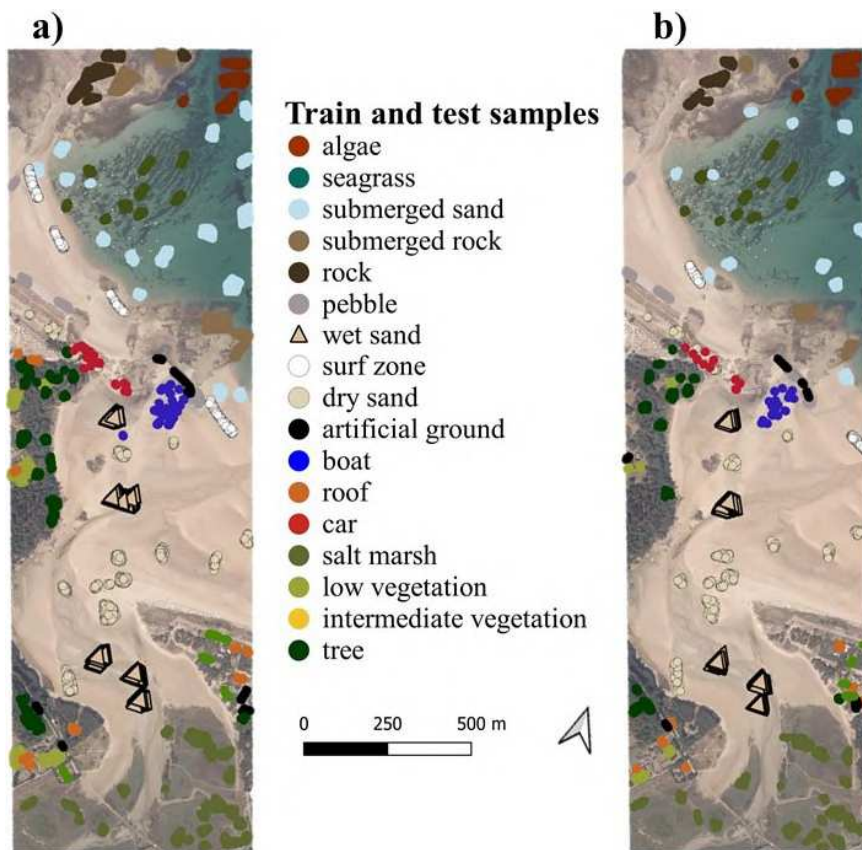 a)
b)
Train and test samples
algae
seagrass
submerged sand
submerged rock
rock
pebble
wet sand
surf zone
dry sand
artificial ground
boat
roof
car
salt marsh
low vegetation
intermediate vegetation
tree
0 250 500 m